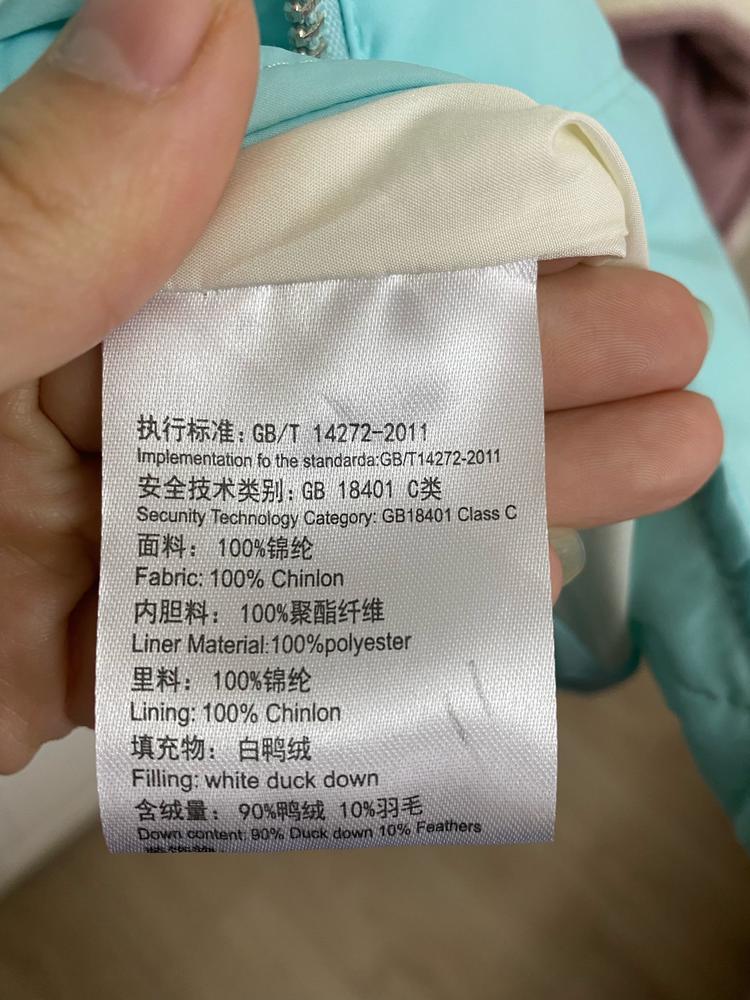 执行标准: GB/T 14272-2011
Implementation fo the standarda:GB/T14272-2011
安全技术类别: GB 18401 C类
Security Technology Category: GB18401 Class C
面料: 100%锦纶
Fabric: 100% Chinlon
内胆料: 100%聚酯纤维
Liner Material:100%polyester
里料: 100%锦纶
Lining: 100% Chinlon
填充物: 白鸭绒
Filling: white duck down
含绒量: 90%鸭绒 10%羽毛
Down content: 90% Duck down 10% Feathers